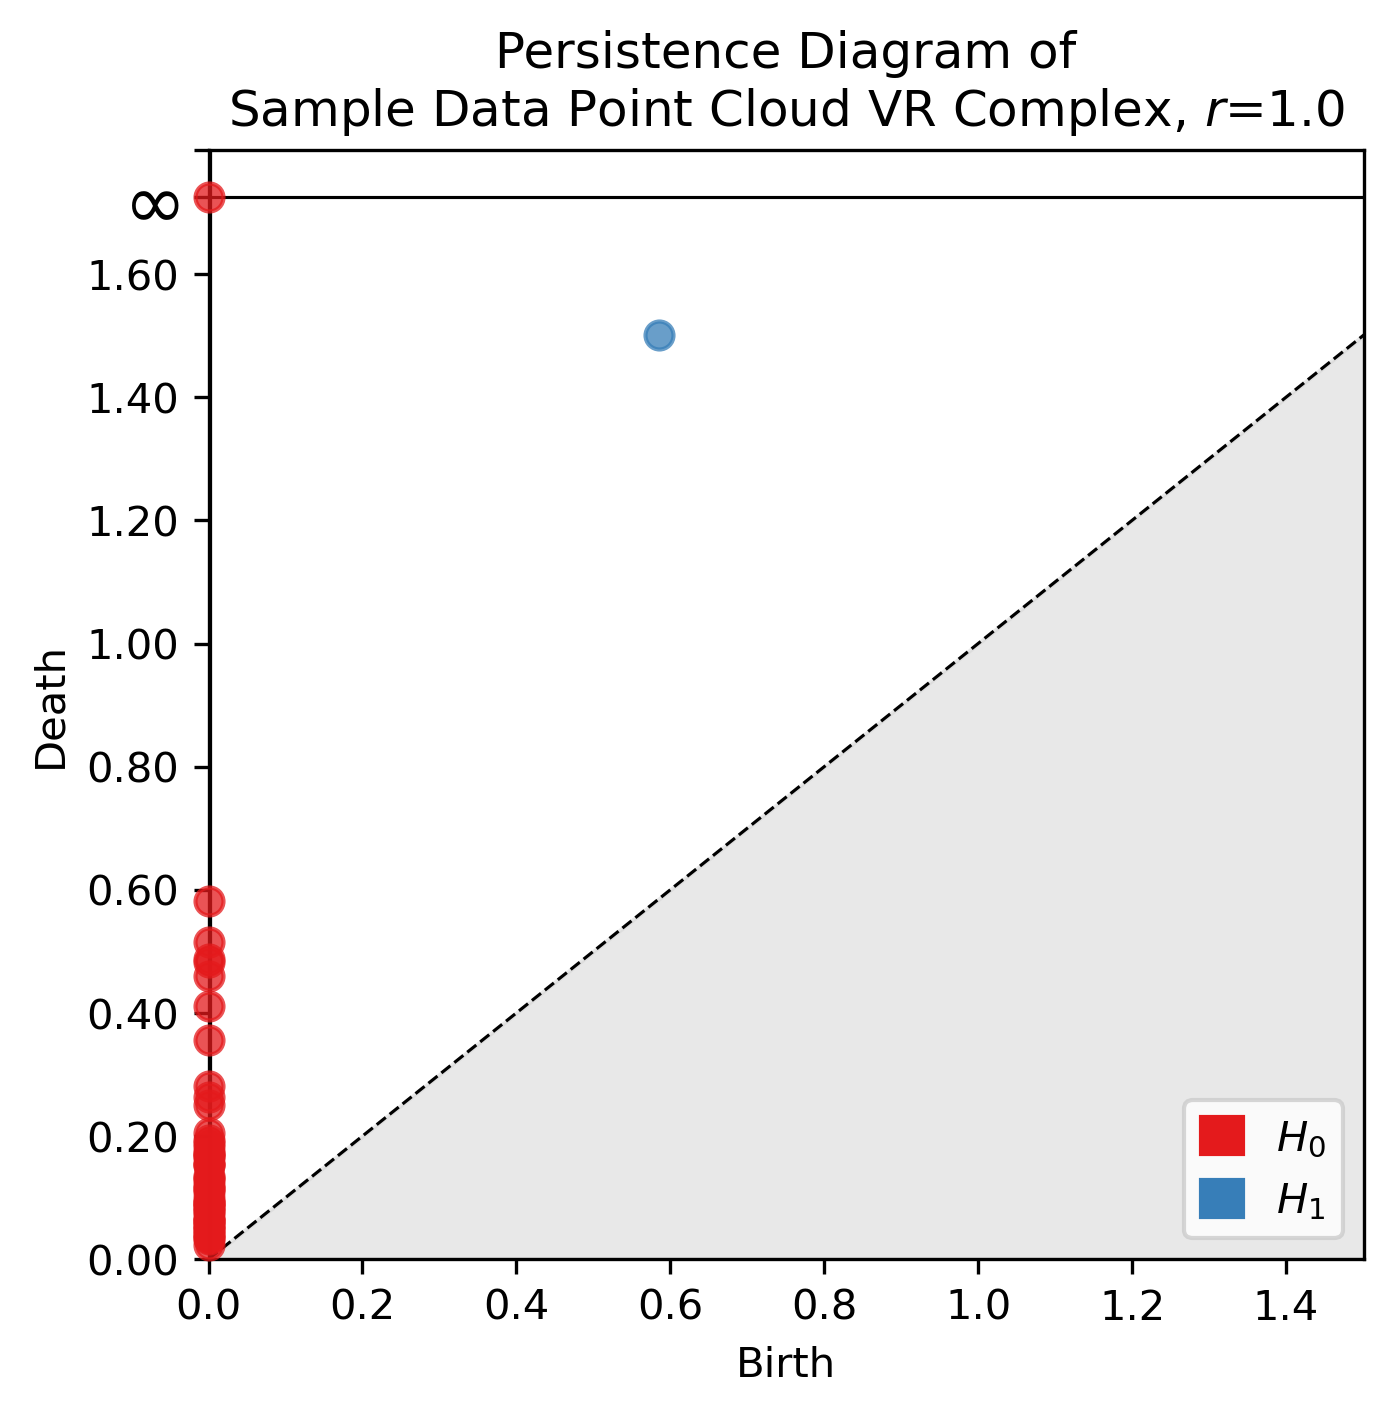 Persistence Diagram of
Sample Data Point Cloud VR Complex, r=1.0
∞
1.60
1.40
1.20
1.00
0.80
0.60
0.40
0.20
0.00
Death
0.0 0.2 0.4 0.6 0.8 1.0 1.2 1.4
Birth
H₀
H₁